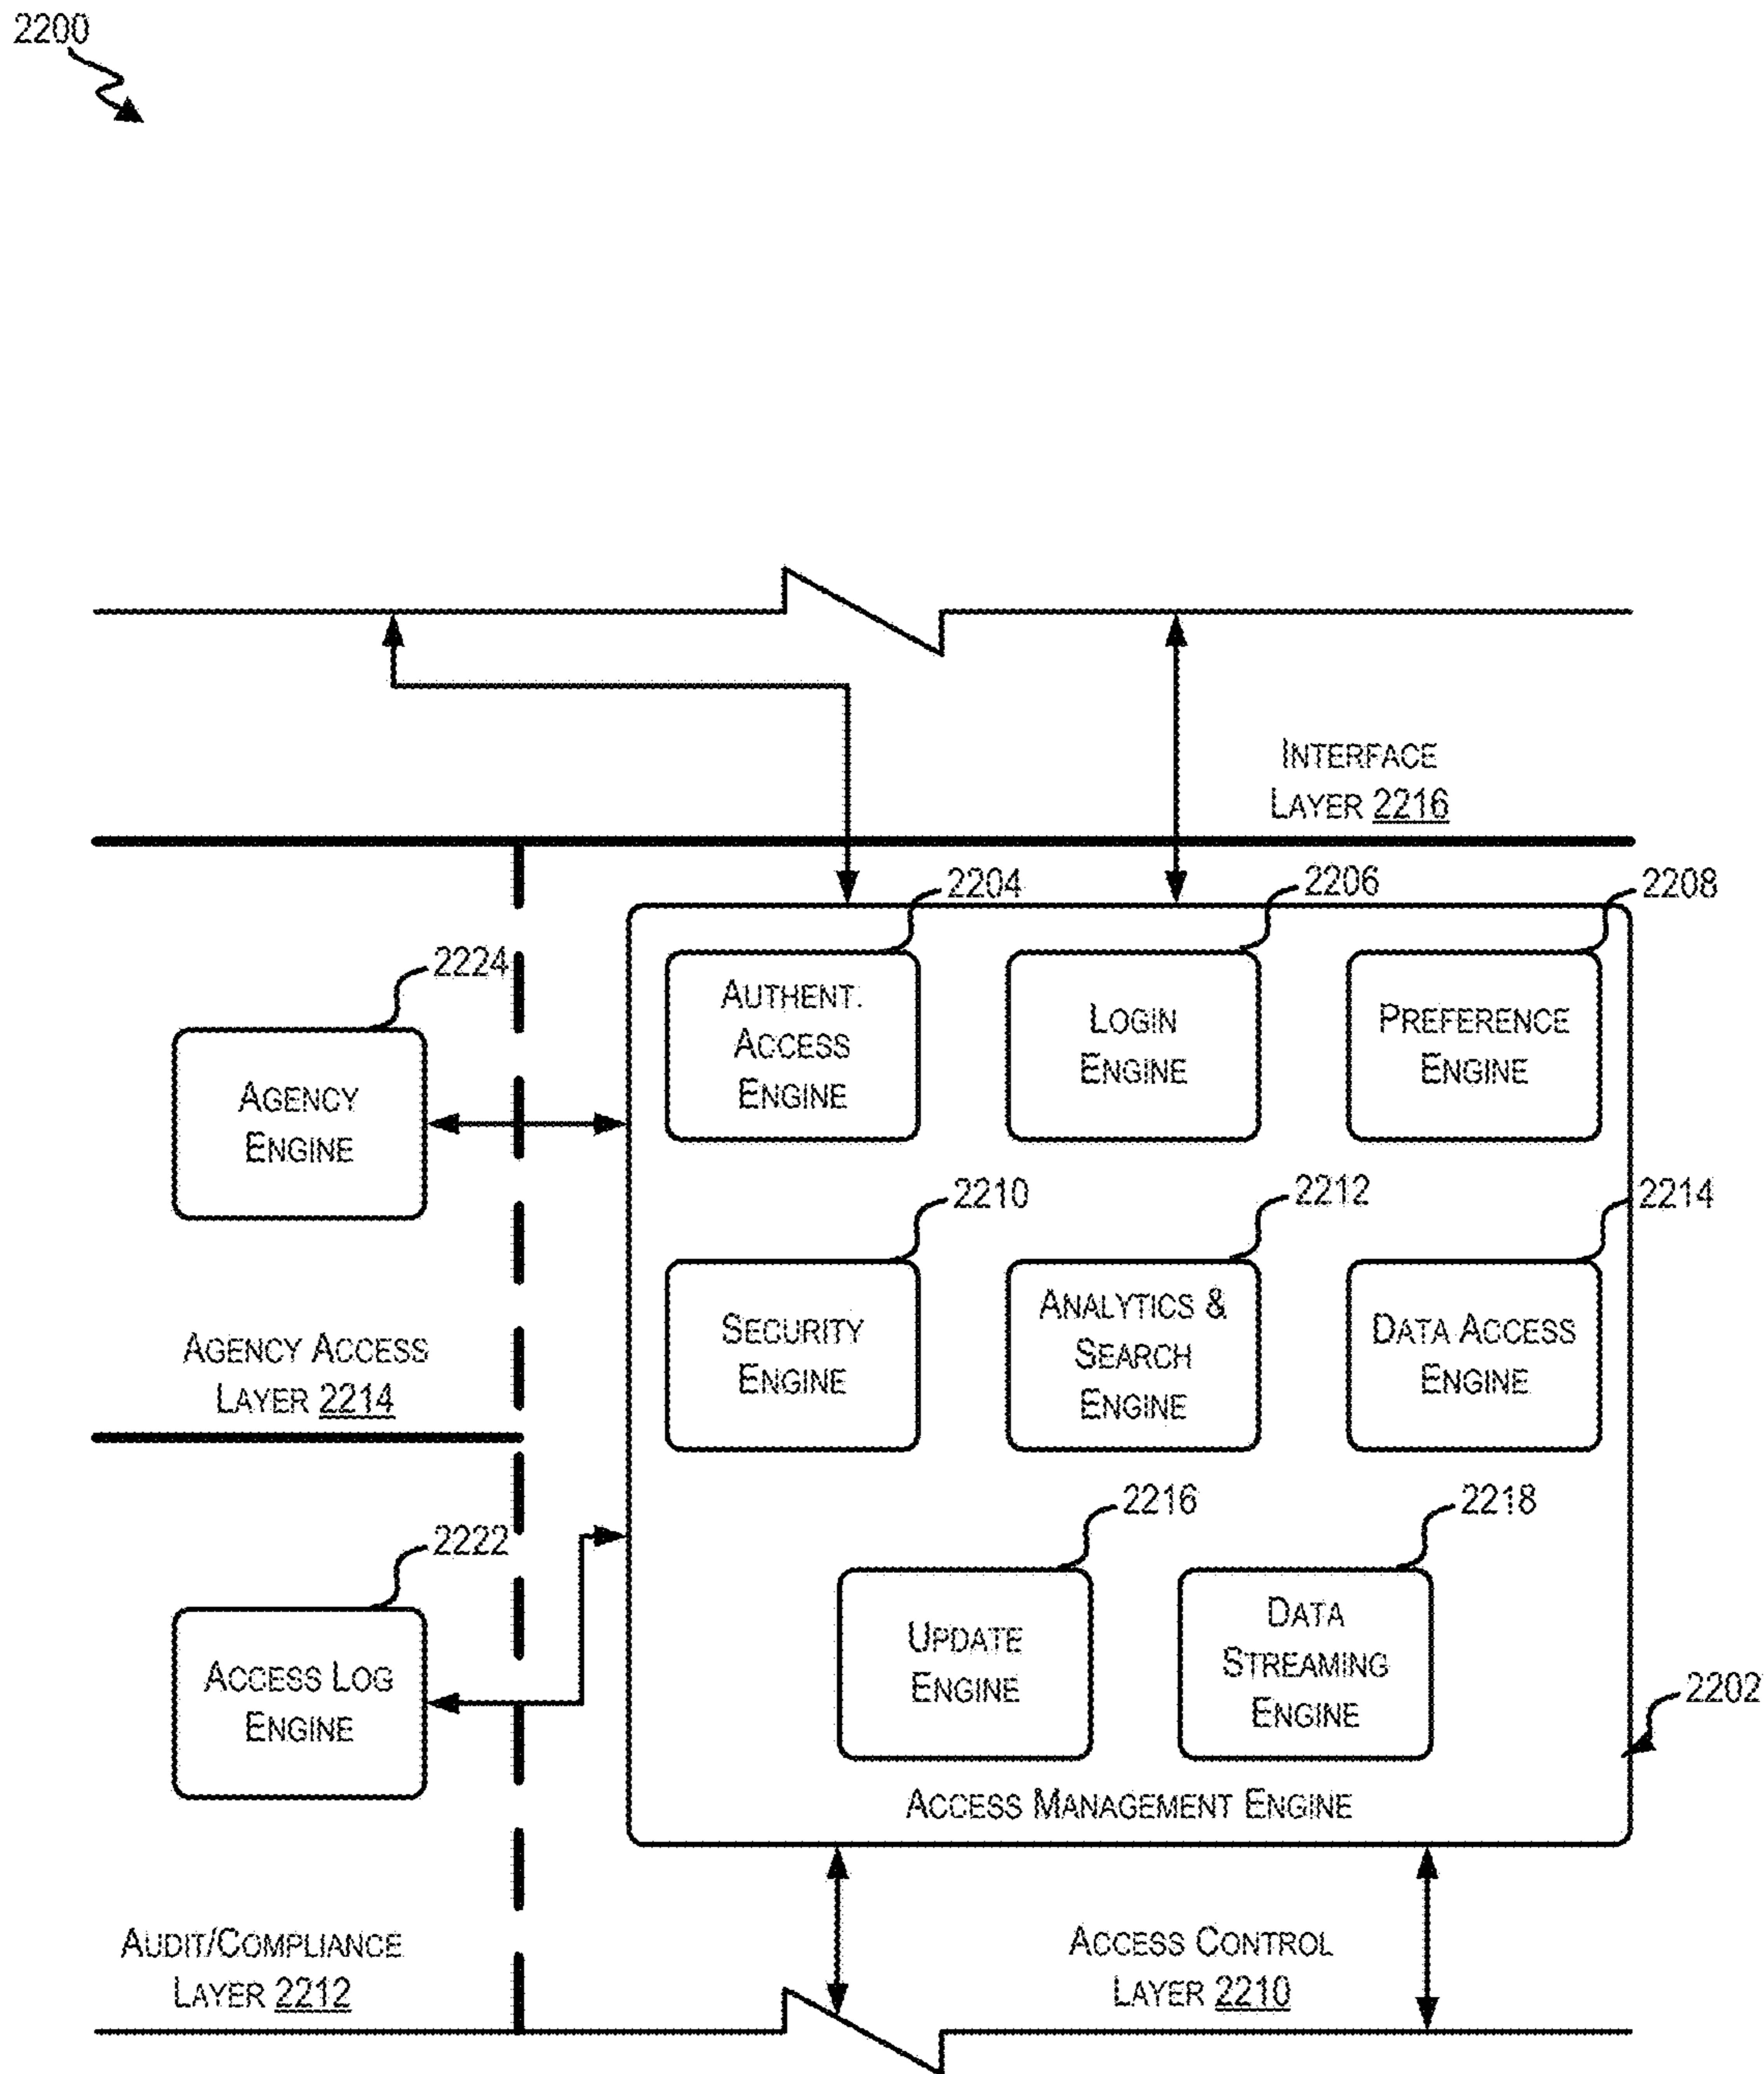 2200
INTERFACE
LAYER 2216
2204
2206
2208
2224
AUTHENT.
ACCESS
ENGINE
LOGIN
ENGINE
PREFERENCE
ENGINE
AGENCY
ENGINE
2210
2212
2214
SECURITY
ENGINE
ANALYTICS &
SEARCH
ENGINE
DATA ACCESS
ENGINE
AGENCY ACCESS
LAYER 2214
2216
2218
2222
UPDATE
ENGINE
DATA
STREAMING
ENGINE
ACCESS LOG
ENGINE
2202
ACCESS MANAGEMENT ENGINE
AUDIT/COMPLIANCE
LAYER 2212
ACCESS CONTROL
LAYER 2210